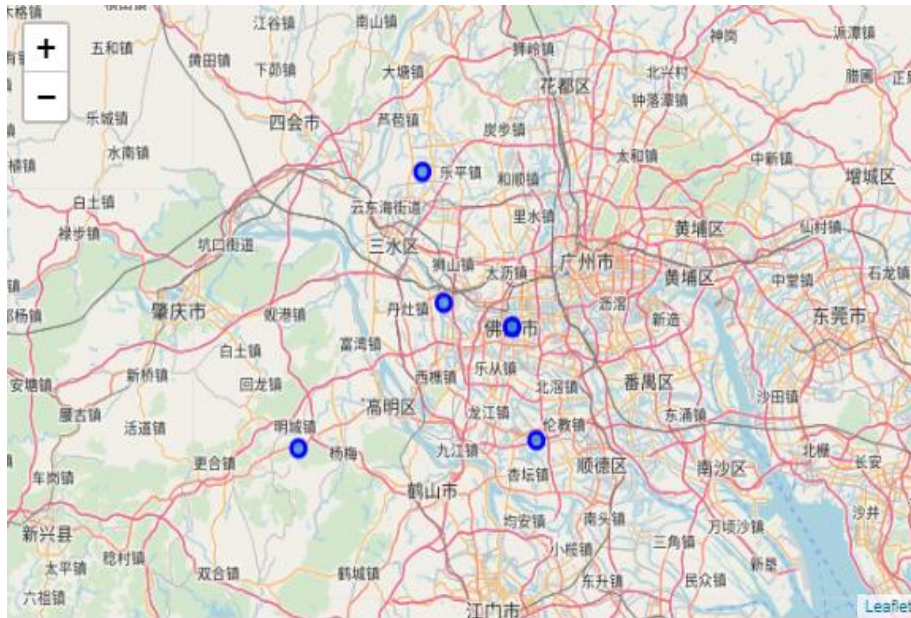 江谷镇
南山镇
神岗
派潭镇
五和镇
黄田镇
下茆镇
大塘镇
狮岭镇
花都区
北兴村
腊圃
+
−
乐城镇
四会市
芦苞镇
炭步镇
钟落潭镇
水南镇
太和镇
中新镇
乐平镇
和顺镇
增城区
白土镇
云东海街道
里水镇
禄步镇
坑口街道
三水区
黄埔区
仙村镇
狮山镇
大沥镇
广州市
黄埔区
中堂镇
石龙镇
肇庆市
蚬港镇
丹灶镇
沥滘
新造
东莞市
佛 市
白土镇
富湾镇
安塘镇
新桥镇
回龙镇
西樵镇
乐从镇
北滘镇
番禺区
沙田镇
腰古镇
活道镇
明城镇
高明区
龙江镇
伦教镇
东涌镇
更合镇
杨梅
九江镇
北栅
车岗镇
杏坛镇
顺德区
南沙区
长安
鹤山市
新兴县
均安镇
南头镇
万顷沙镇
沙井
稔村镇
小榄镇
三角镇
太平镇
双合镇
鹤城镇
东升镇
民众镇
新垦
六祖镇
江门市
Leaflet